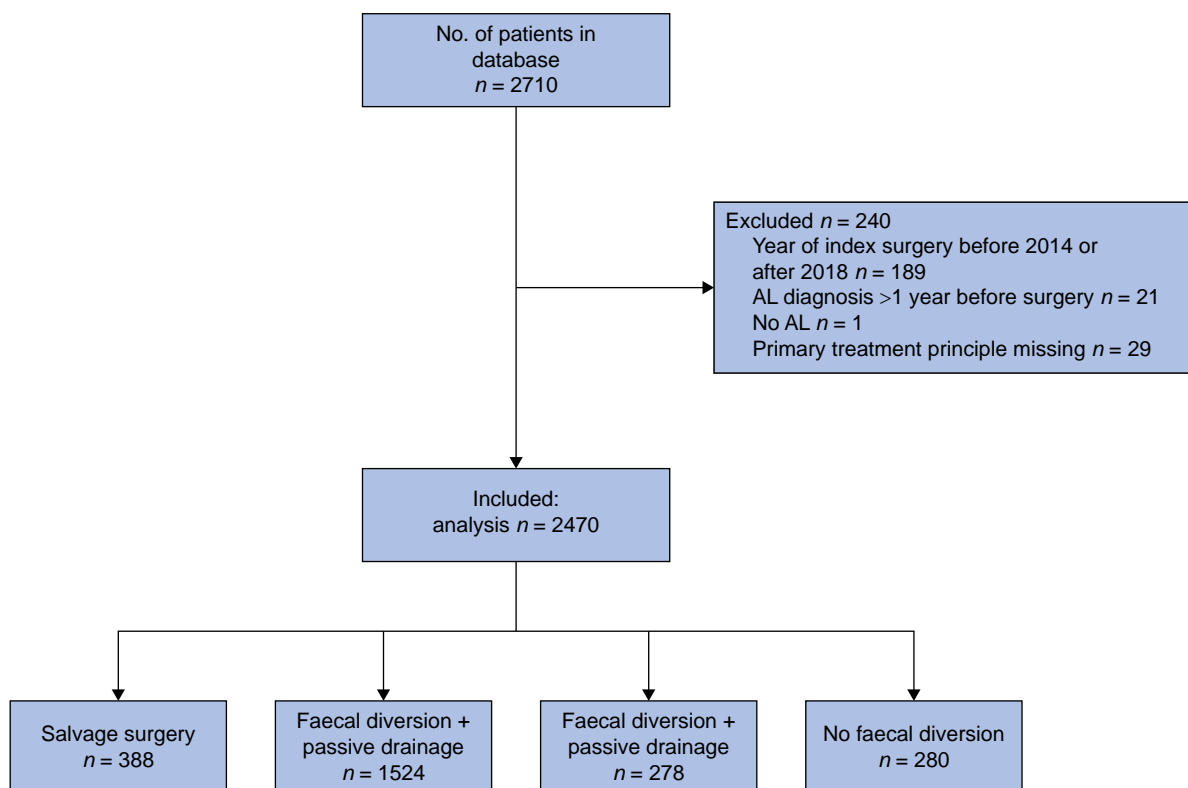 No. of patients in
database
n = 2710
Excluded n = 240
Year of index surgery before 2014 or
after 2018 n = 189
AL diagnosis >1 year before surgery n = 21
No AL n = 1
Primary treatment principle missing n = 29
Included:
analysis n = 2470
Salvage surgery
n = 388
Faecal diversion +
passive drainage
n = 1524
Faecal diversion +
passive drainage
n = 278
No faecal diversion
n = 280